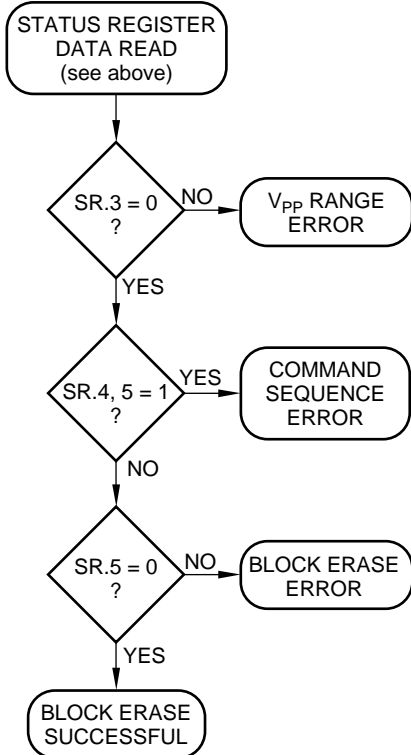 STATUS REGISTER
DATA READ
(see above)
SR.3 = 0
?
NO
VPP RANGE
ERROR
YES
SR.4, 5 = 1
?
YES
COMMAND
SEQUENCE
ERROR
NO
SR.5 = 0
?
NO
BLOCK ERASE
ERROR
YES
BLOCK ERASE
SUCCESSFUL